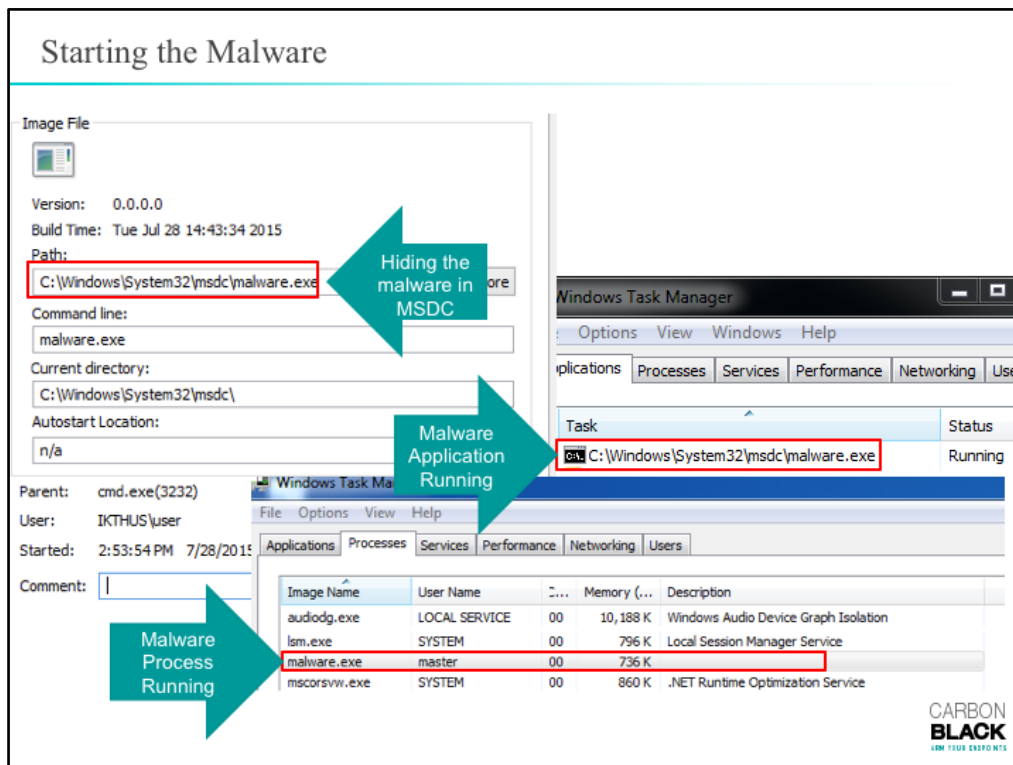 Starting the Malware
Image File
Version: 0.0.0.0
Build Time: Tue Jul 28 14:43:34 2015
Path:
C:\Windows\System32\msdc\malware.exe
ore
Hiding the
malware in
MSDC
Command line:
malware.exe
Current directory:
C:\Windows\System32\msdc\
Autostart Location:
n/a
Parent: cmd.exe(3232)
User: IKTHUS\user
Started: 2:53:54 PM 7/28/2015
Comment:
Malware
Application
Running
Windows Task Manager
Options View Windows Help
plications Processes Services Performance Networking Use
Task Status
C:\Windows\System32\msdc\malware.exe Running
Windows Task Ma
File Options View Help
Applications Processes Services Performance Networking Users
Image Name User Name C... Memory (... Description
audiodg.exe LOCAL SERVICE 00 10,188 K Windows Audio Device Graph Isolation
lsm.exe SYSTEM 00 796 K Local Session Manager Service
malware.exe master 00 736 K
mscorsvw.exe SYSTEM 00 860 K .NET Runtime Optimization Service
Malware
Process
Running
CARBON
BLACK
ARM YOUR ENDPOINTS